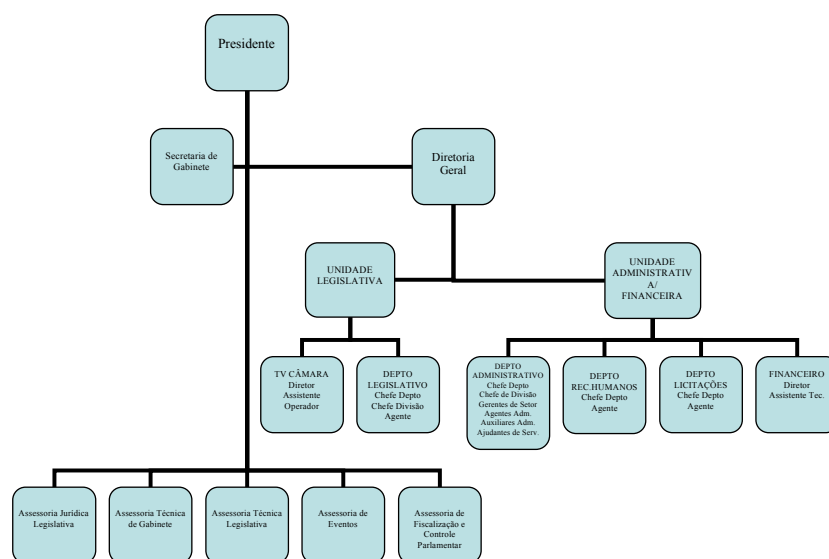 Presidente
Secretaria de
Gabinete
Diretoria
Geral
UNIDADE
LEGISLATIVA
UNIDADE
ADMINISTRATIV
A/
FINANCEIRA
TV CÂMARA
Diretor
Assistente
Operador
DEPTO
LEGISLATIVO
Chefe Depto
Chefe Divisão
Agente
DEPTO
ADMINISTRATIVO
Chefe Depto
Chefe de Divisão
Gerentes de Setor
Agentes Adm.
Auxiliares Adm.
Ajudantes de Serv.
DEPTO
REC.HUMANOS
Chefe Depto
Agente
DEPTO
LICITAÇÕES
Chefe Depto
Agente
FINANCEIRO
Diretor
Assistente Tec.
Assessoria Jurídica
Legislativa
Assessoria Técnica
de Gabinete
Assessoria Técnica
Legislativa
Assessoria de
Eventos
Assessoria de
Fiscalização e
Controle
Parlamentar